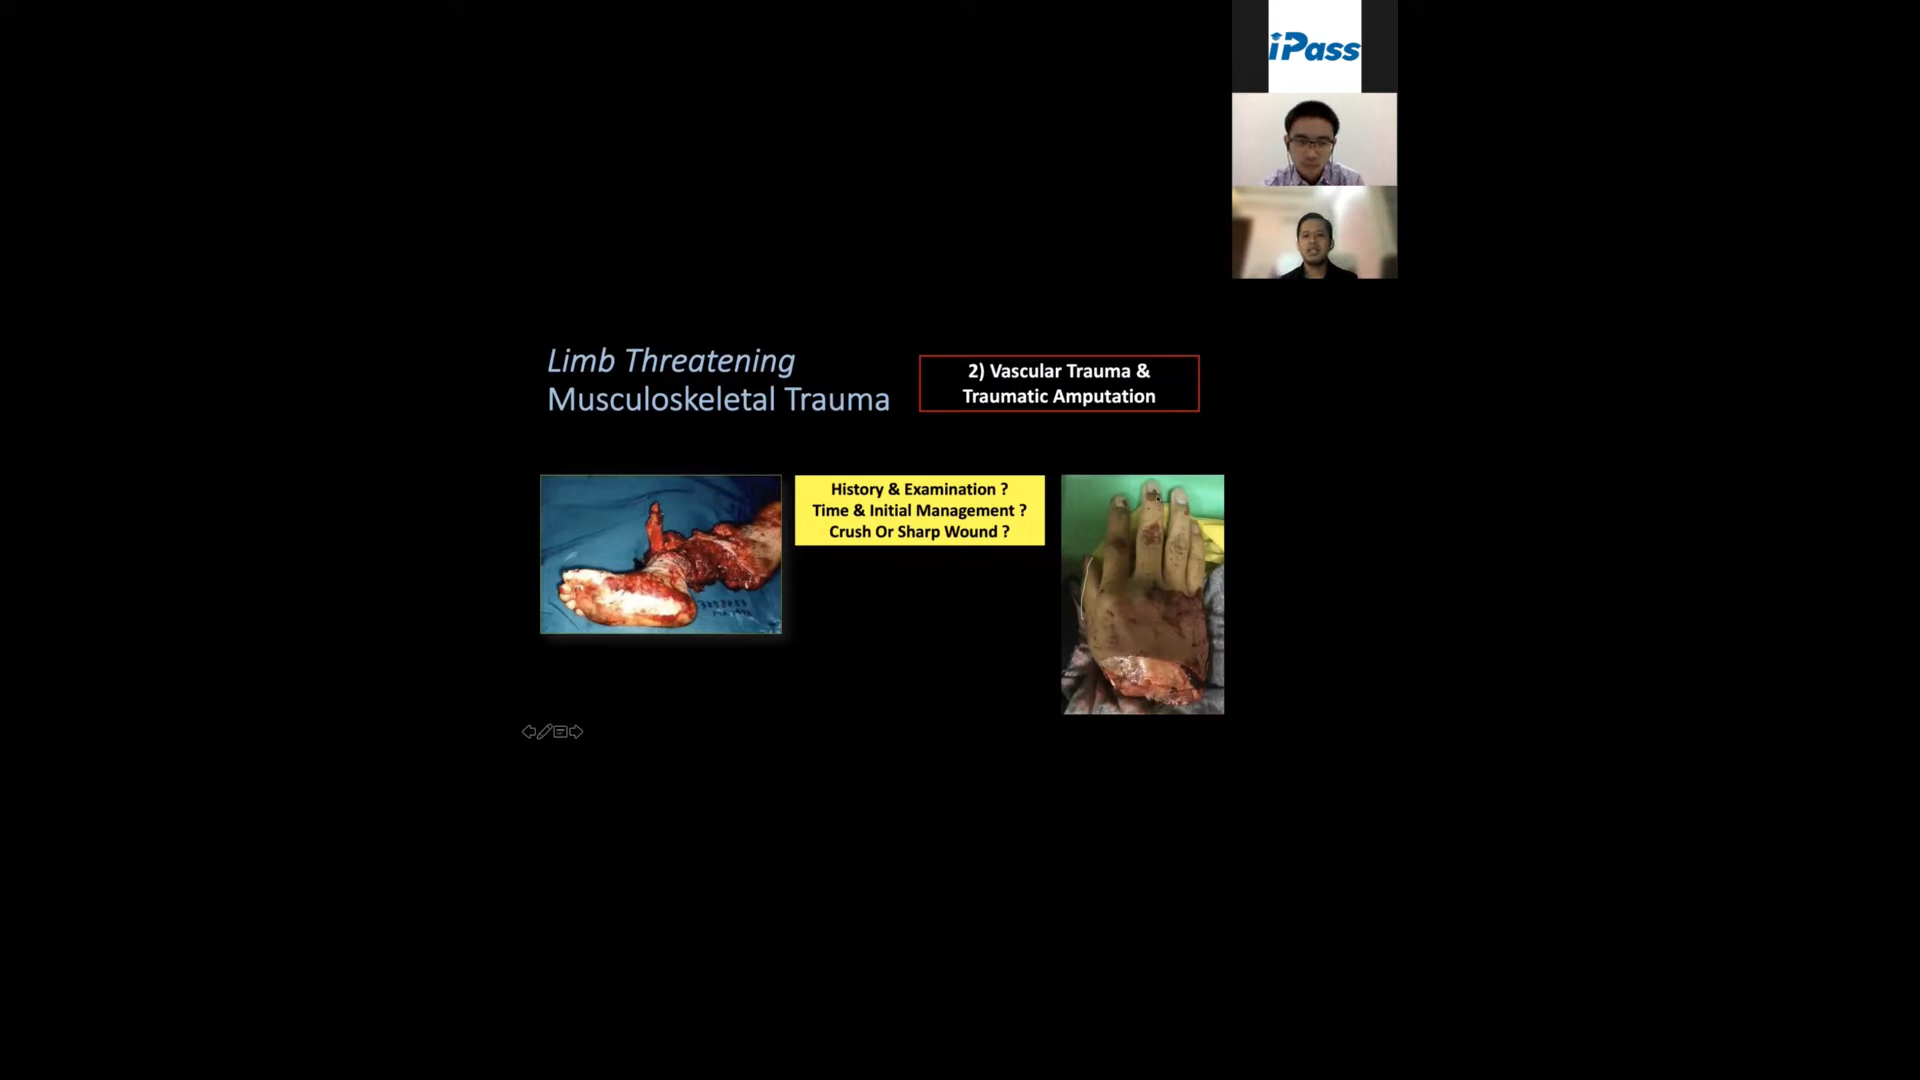 iPass
Limb Threatening
Musculoskeletal Trauma
2) Vascular Trauma &
Traumatic Amputation
History & Examination ?
Time & Initial Management ?
Crush Or Sharp Wound ?